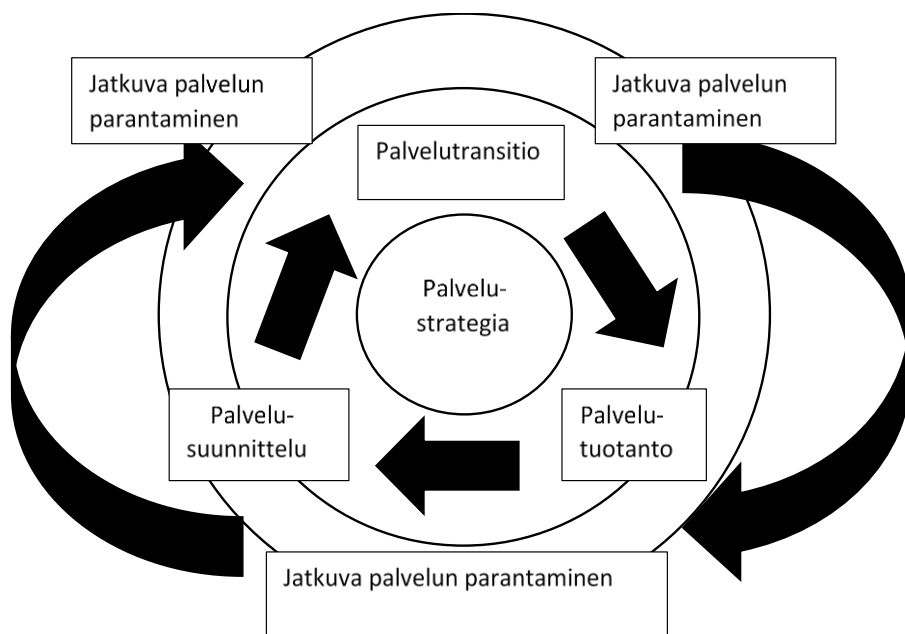 Jatkuva palvelun
parantaminen
Jatkuva palvelun
parantaminen
Palvelutransitio
Palvelu-
strategia
Palvelu-
suunnittelu
Palvelu-
tuotanto
Jatkuva palvelun parantaminen